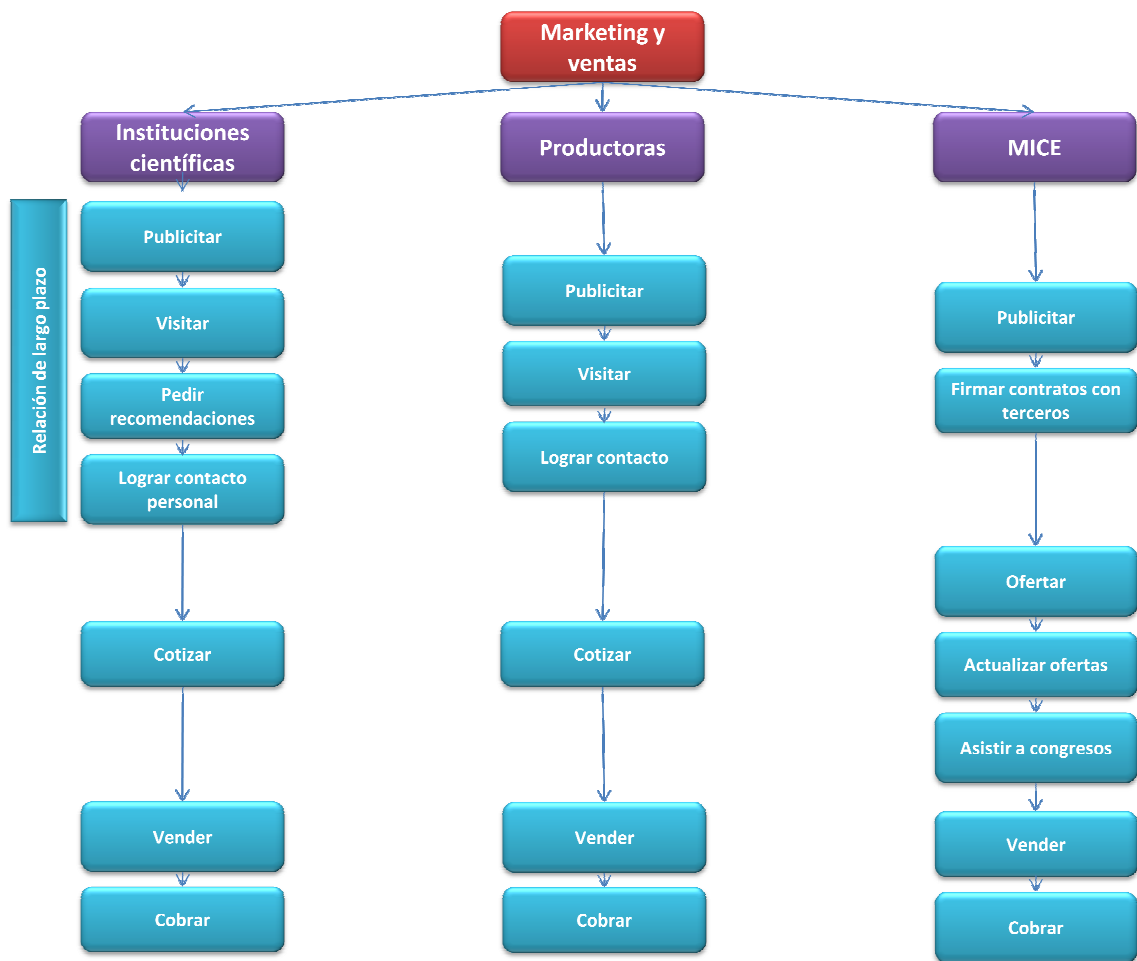 Marketing y
ventas
Instituciones
científicas
Productoras
MICE
Relación de largo plazo
Publicitar
Visitar
Pedir
recomendaciones
Lograr contacto
personal
Cotizar
Vender
Cobrar
Publicitar
Visitar
Lograr contacto
Cotizar
Vender
Cobrar
Publicitar
Firmar contratos con
terceros
Ofertar
Actualizar ofertas
Asistir a congresos
Vender
Cobrar